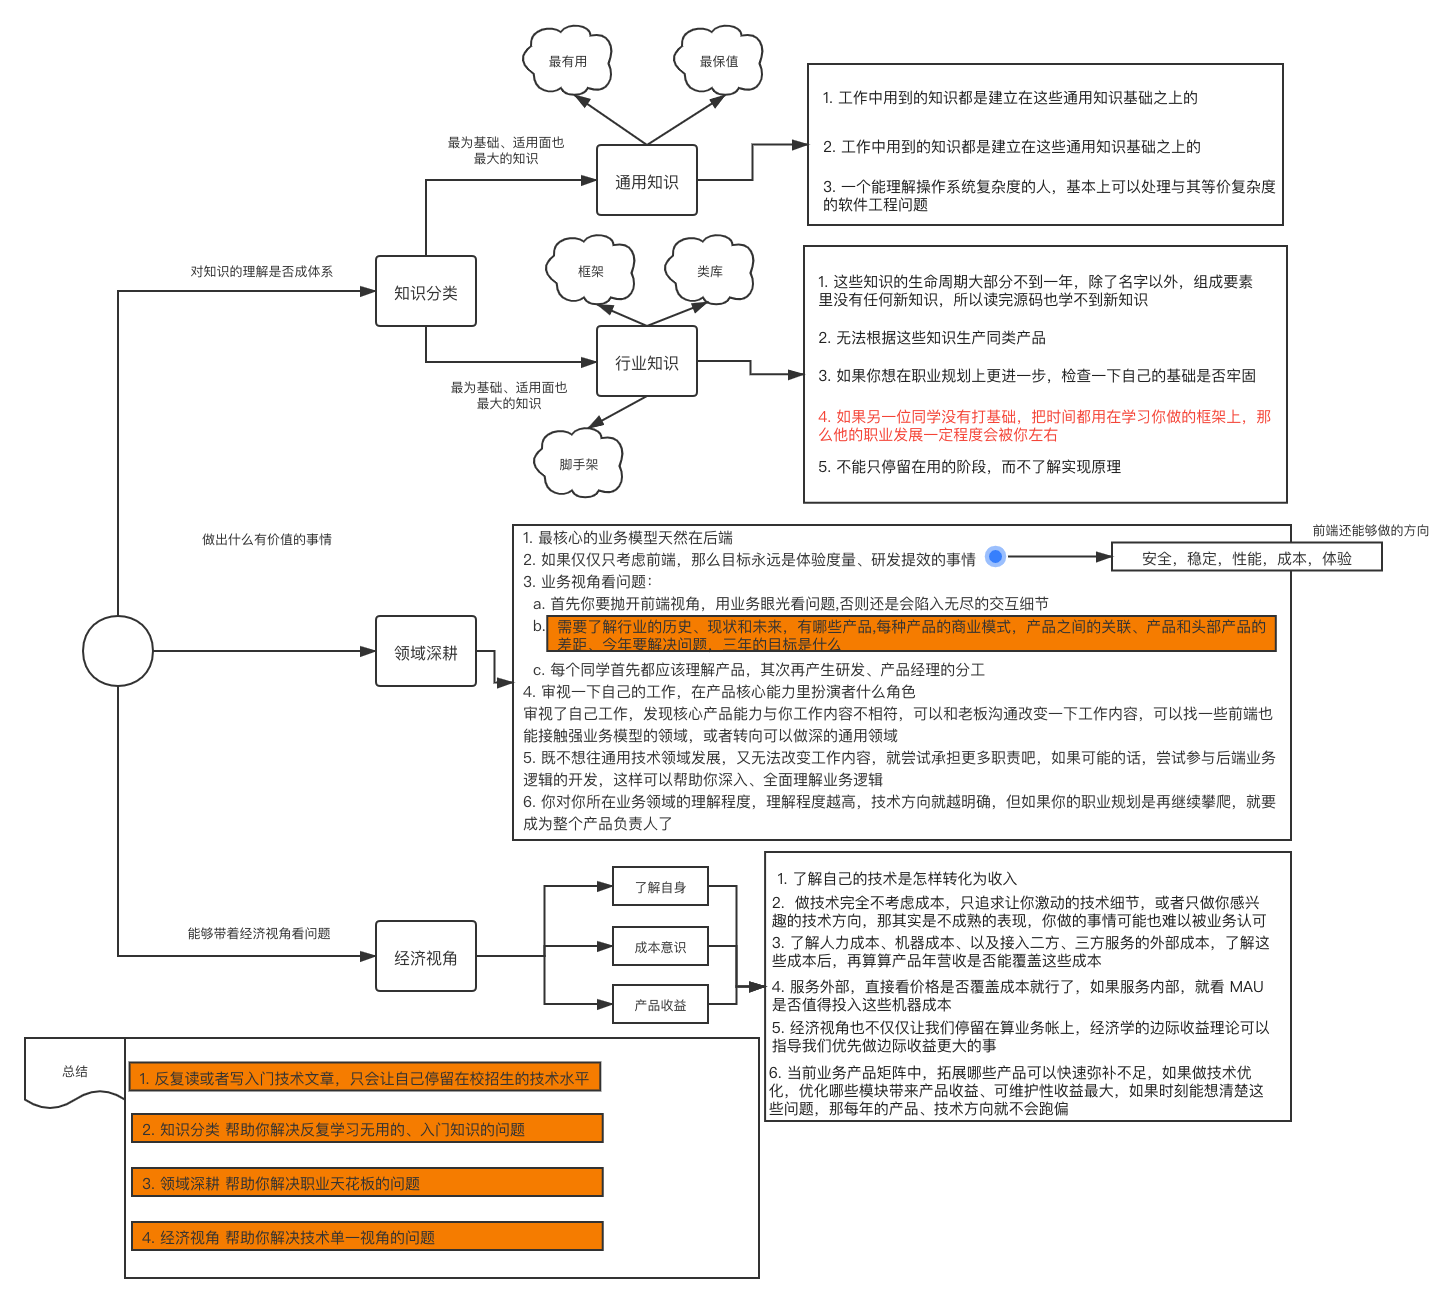 最有用
最保值
最为基础、适用面也
最大的知识
通用知识
1. 工作中用到的知识都是建立在这些通用知识基础之上的
2. 工作中用到的知识都是建立在这些通用知识基础之上的
3. 一个能理解操作系统复杂度的人，基本上可以处理与其等价复杂度
的软件工程问题
对知识的理解是否成体系
知识分类
框架
类库
行业知识
最为基础、适用面也
最大的知识
脚手架
1. 这些知识的生命周期大部分不到一年，除了名字以外，组成要素
里没有任何新知识，所以读完源码也学不到新知识
2. 无法根据这些知识生产同类产品
3. 如果你想在职业规划上更进一步，检查一下自己的基础是否牢固
4. 如果另一位同学没有打基础，把时间都用在学习你做的框架上，那
么他的职业发展一定程度会被你左右
5. 不能只停留在用的阶段，而不了解实现原理
做出什么有价值的事情
领域深耕
1. 最核心的业务模型天然在后端
2. 如果仅仅只考虑前端，那么目标永远是体验度量、研发提效的事情
前端还能够做的方向
安全，稳定，性能，成本，体验
3. 业务视角看问题：
a. 首先你要抛开前端视角，用业务眼光看问题,否则还是会陷入无尽的交互细节
b. 需要了解行业的历史、现状和未来，有哪些产品,每种产品的商业模式，产品之间的关联、产品和头部产品的
差距、今年要解决问题，三年的目标是什么
c. 每个同学首先都应该理解产品，其次再产生研发、产品经理的分工
4. 审视一下自己的工作，在产品核心能力里扮演者什么角色
审视了自己工作，发现核心产品能力与你工作内容不相符，可以和老板沟通改变一下工作内容，可以找一些前端也
能接触强业务模型的领域，或者转向可以做深的通用领域
5. 既不想往通用技术领域发展，又无法改变工作内容，就尝试承担更多职责吧，如果可能的话，尝试参与后端业务
逻辑的开发，这样可以帮助你深入、全面理解业务逻辑
6. 你对你所在业务领域的理解程度，理解程度越高，技术方向就越明确，但如果你的职业规划是再继续攀爬，就要
成为整个产品负责人了
能够带着经济视角看问题
经济视角
了解自身
成本意识
产品收益
1. 了解自己的技术是怎样转化为收入
2. 做技术完全不考虑成本，只追求让你激动的技术细节，或者只做你感兴
趣的技术方向，那其实是不成熟的表现，你做的事情可能也难以被业务认可
3. 了解人力成本、机器成本、以及接入二方、三方服务的外部成本，了解这
些成本后，再算算产品年营收是否能覆盖这些成本
4. 服务外部，直接看价格是否覆盖成本就行了，如果服务内部，就看 MAU
是否值得投入这些机器成本
5. 经济视角也不仅仅让我们停留在算业务帐上，经济学的边际收益理论可以
指导我们优先做边际收益更大的事
6. 当前业务产品矩阵中，拓展哪些产品可以快速弥补不足，如果做技术优
化，优化哪些模块带来产品收益、可维护性收益最大，如果时刻能想清楚这
些问题，那每年的产品、技术方向就不会跑偏
总结
1. 反复读或者写入门技术文章，只会让自己停留在校招生的技术水平
2. 知识分类 帮助你解决反复学习无用的、入门知识的问题
3. 领域深耕 帮助你解决职业天花板的问题
4. 经济视角 帮助你解决技术单一视角的问题